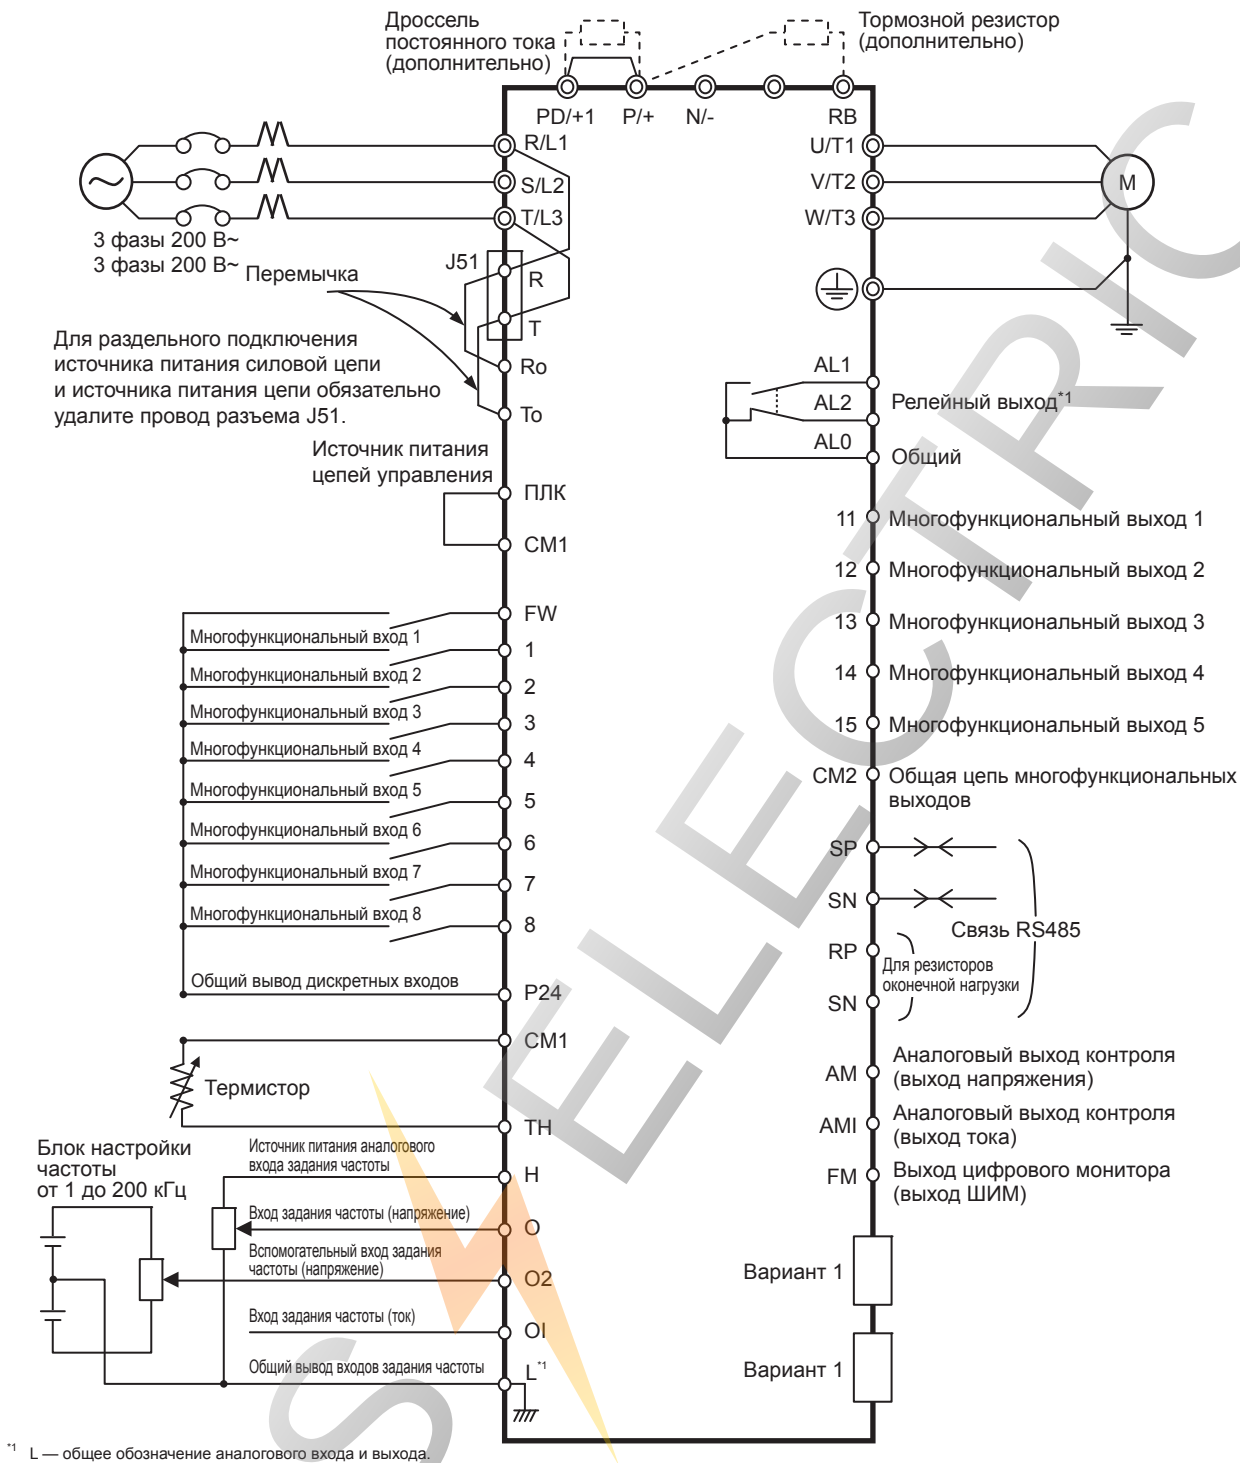 Дроссель
постоянного тока
(дополнительно)
Тормозной резистор
(дополнительно)
PD/+1
P/+
N/-
RB
R/L1
S/L2
T/L3
U/T1
V/T2
W/T3
M
3 фазы 200 В~
3 фазы 200 В~
Перемычка
J51
R
T
Ro
To
Для раздельного подключения
источника питания силовой цепи
и источника питания цепи обязательно
удалите провод разъема J51.
Источник питания
цепей управления
ПЛК
CM1
FW
Многофункциональный вход 1
1
Многофункциональный вход 2
2
Многофункциональный вход 3
3
Многофункциональный вход 4
4
Многофункциональный вход 5
5
Многофункциональный вход 6
6
Многофункциональный вход 7
7
Многофункциональный вход 8
8
Общий вывод дискретных входов
P24
CM1
Термистор
TH
Блок настройки
частоты
от 1 до 200 кГц
Источник питания аналогового
входа задания частоты
H
Вход задания частоты (напряжение)
O
Вспомогательный вход задания
частоты (напряжение)
O2
Вход задания частоты (ток)
OI
Общий вывод входов задания частоты
L*1
AL1
AL2
Релейный выход*1
AL0
Общий
11 Многофункциональный выход 1
12 Многофункциональный выход 2
13 Многофункциональный выход 3
14 Многофункциональный выход 4
15 Многофункциональный выход 5
CM2 Общая цепь многофункциональных
выходов
SP
SN
Связь RS485
RP
Для резисторов
оконечной нагрузки
SN
AM
Аналоговый выход контроля
(выход напряжения)
AMI
Аналоговый выход контроля
(выход тока)
FM
Выход цифрового монитора
(выход ШИМ)
Вариант 1
Вариант 1
*1 L — общее обозначение аналогового входа и выхода.
S ELECTRIC